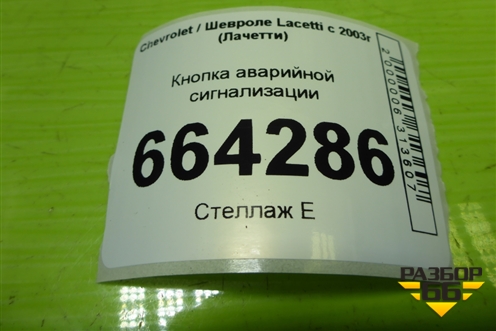 Chevrolet / Шевроле Lacetti с 2003г
(Лачетти)
Кнопка аварийной
сигнализации
664286
Стеллаж Е
2000006313607
РАЗБОР
66